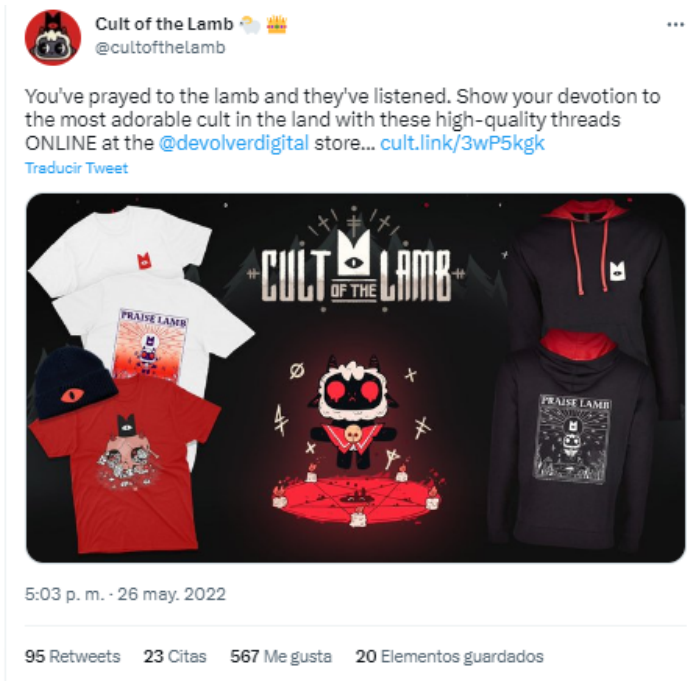 Cult of the Lamb 🐑 👑
@cultofthelamb
You've prayed to the lamb and they've listened. Show your devotion to
the most adorable cult in the land with these high-quality threads
ONLINE at the @devolverdigital store... cult.link/3wP5kgk
Traducir Tweet
CULT OF THE LAMB
PRAISE LAMB
PRAISE LAMB
5:03 p. m. · 26 may. 2022
95 Retweets 23 Citas 567 Me gusta 20 Elementos guardados